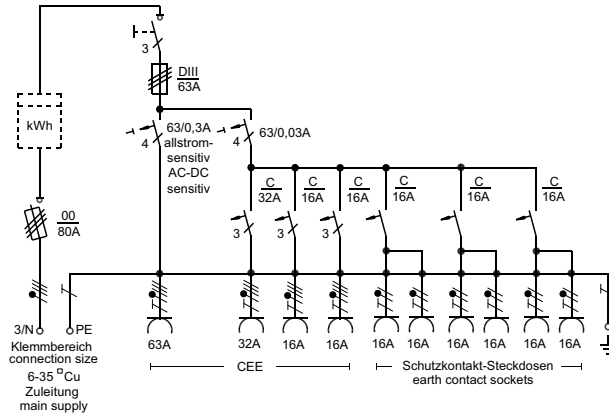 3
DIII
63A
kWh
4
63/0,3A
allstrom-
sensitiv
AC-DC
sensitiv
4
63/0,03A
C
32A
C
16A
C
16A
C
16A
C
16A
C
16A
00
80A
3
3
3
3/N
PE
63A
32A
16A
16A
16A
16A
16A
16A
16A
16A
Klemmbereich
connection size
6-35 □Cu
Zuleitung
main supply
CEE
Schutzkontakt-Steckdosen
earth contact sockets